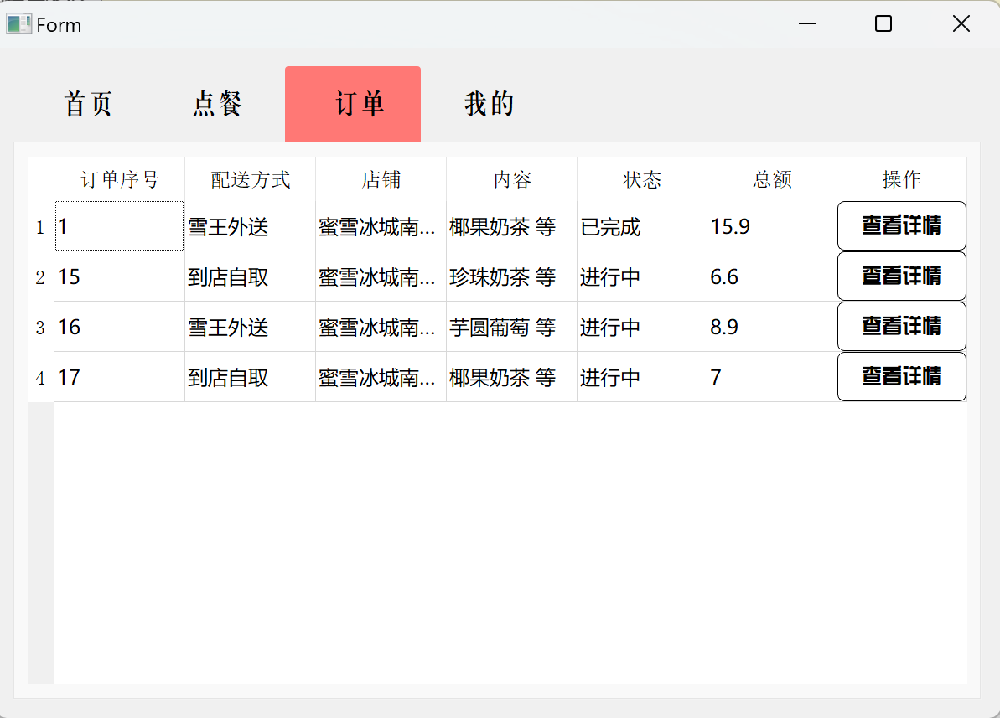 Form
首页 点餐 订单 我的
订单序号 配送方式 店铺 内容 状态 总额 操作
1 1 雪王外送 蜜雪冰城南... 椰果奶茶 等 已完成 15.9 查看详情
2 15 到店自取 蜜雪冰城南... 珍珠奶茶 等 进行中 6.6 查看详情
3 16 雪王外送 蜜雪冰城南... 芋圆葡萄 等 进行中 8.9 查看详情
4 17 到店自取 蜜雪冰城南... 椰果奶茶 等 进行中 7 查看详情